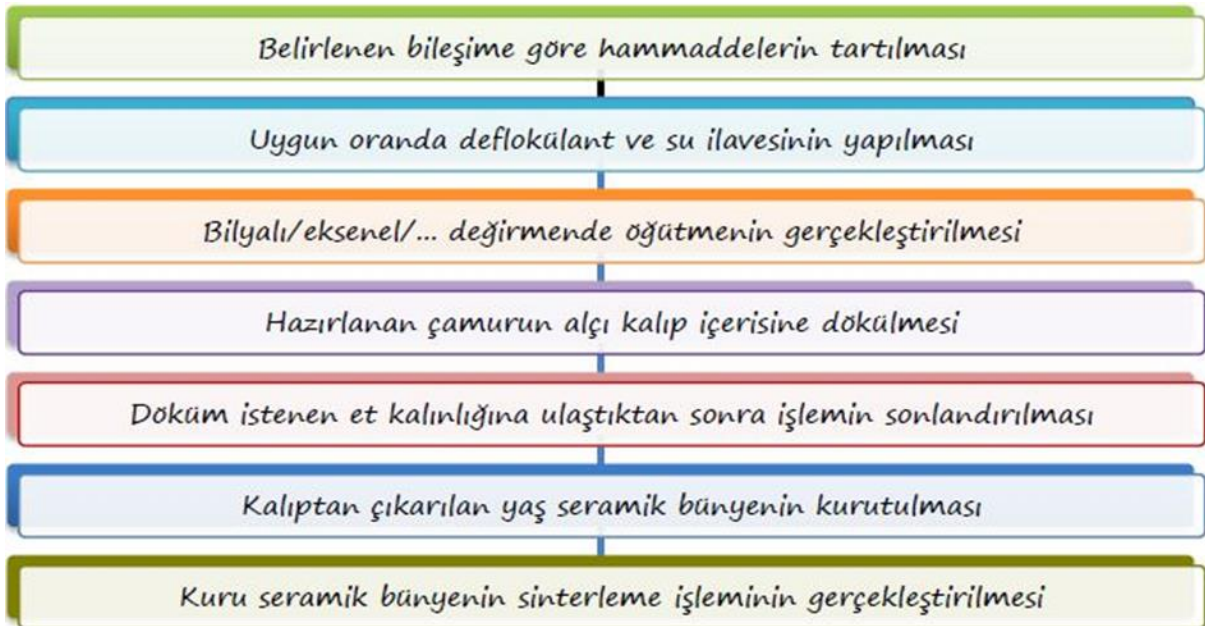 Belirlenen bileşime göre hammaddelerin tartılması
Uygun oranda deflokülant ve su ilavesinin yapılması
Bilyalı/eksenel/... değirmende öğütmenin gerçekleştirilmesi
Hazırlanan çamurun alçı kalıp içerisine dökülmesi
Döküm istenen et kalınlığına ulaştıktan sonra işlemin sonlandırılması
Kalıptan çıkarılan yaş seramik bünyenin kurutulması
Kuru seramik bünyenin sinterleme işleminin gerçekleştirilmesi